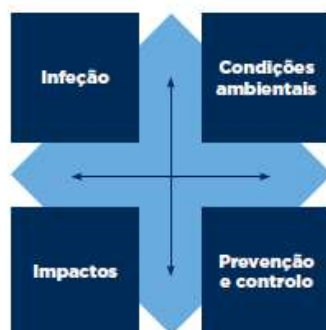 Infeção
Condições
ambientais
Impactos
Prevenção
e controlo